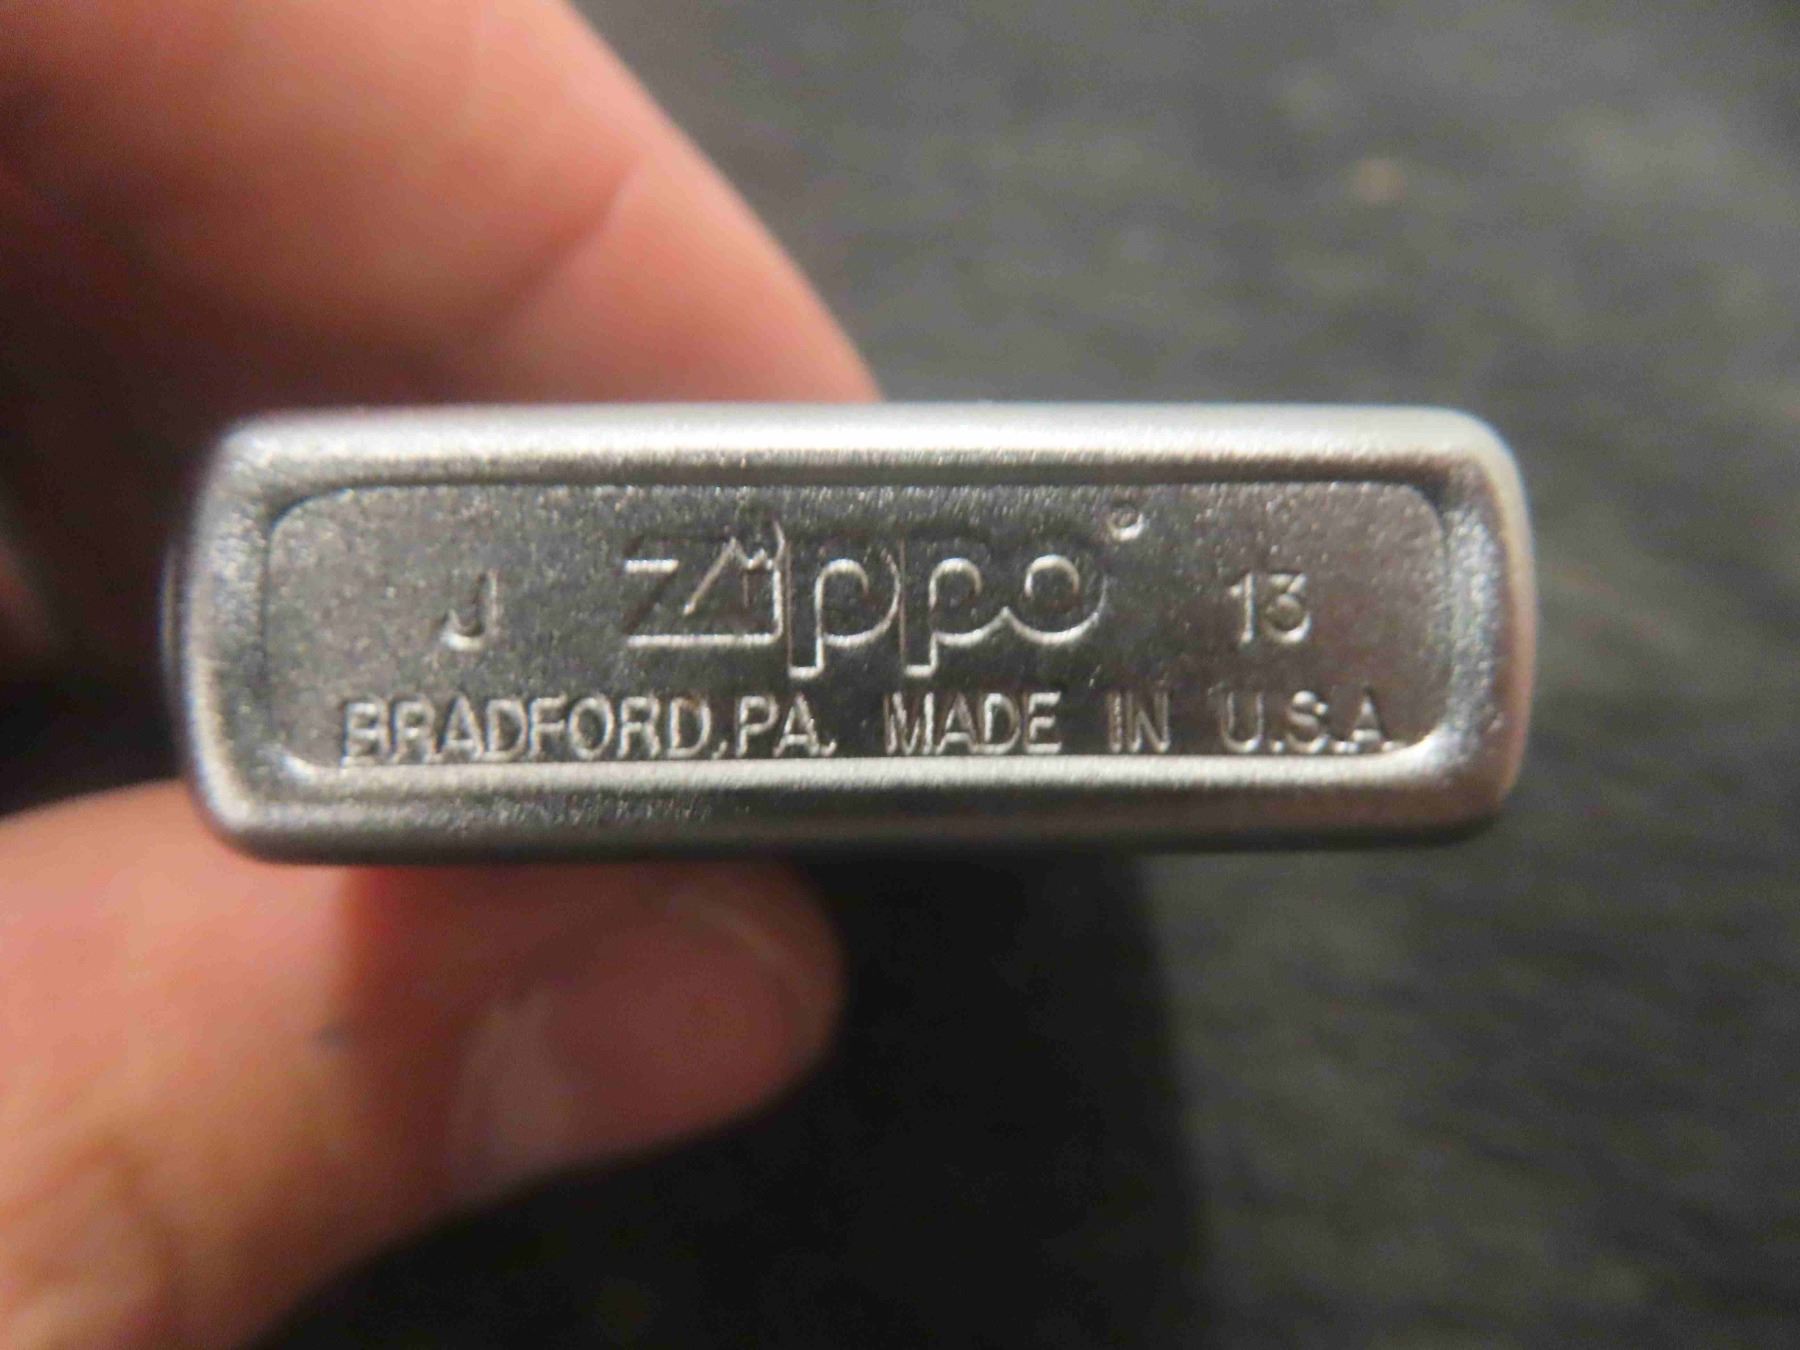 J Zippo ® 13
BRADFORD, PA. MADE IN U.S.A.